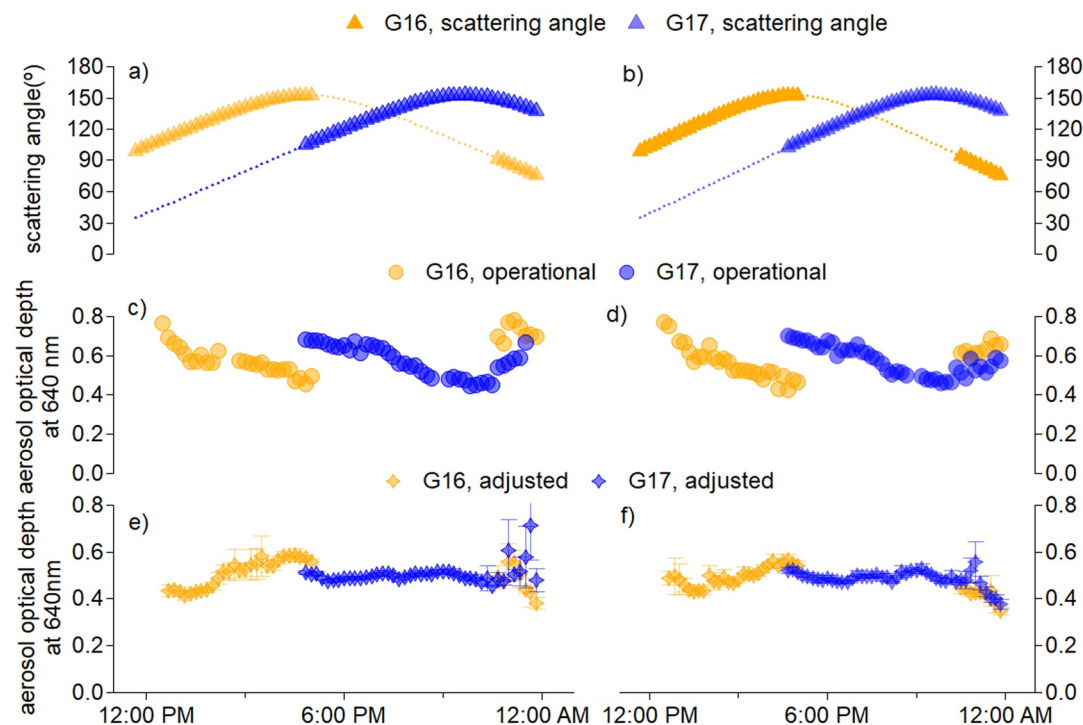 G16, scattering angle G17, scattering angle
a) b)
scattering angle(°)
180 180
150 150
120 120
90 90
60 60
30 30
0 0
G16, operational G17, operational
c) d)
aerosol optical depth
at 640 nm
0.8 0.8
0.6 0.6
0.4 0.4
0.2 0.2
0.0 0.0
G16, adjusted G17, adjusted
e) f)
aerosol optical depth
at 640nm
0.8 0.8
0.6 0.6
0.4 0.4
0.2 0.2
0.0 0.0
12:00 PM 6:00 PM 12:00 AM 12:00 PM 6:00 PM 12:00 AM